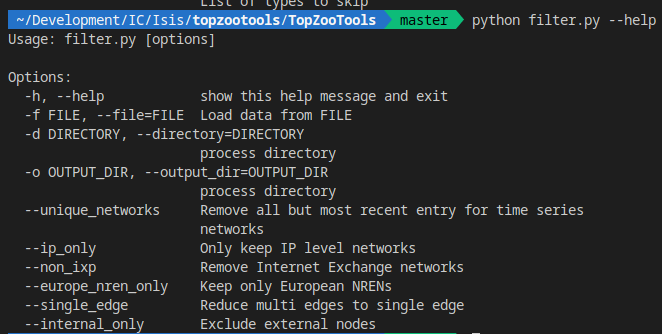 List of types to skip
~/Development/IC/Isis~topzootools/TopZooTools master python filter.py --help
Usage: filter.py [options]
Options:
-h, --help show this help message and exit
-f FILE, --file=FILE Load data from FILE
-d DIRECTORY, --directory=DIRECTORY
process directory
-o OUTPUT_DIR, --output_dir=OUTPUT_DIR
process directory
--unique_networks Remove all but most recent entry for time series
networks
--ip_only Only keep IP level networks
--non_ixp Remove Internet Exchange networks
--europe_nren_only Keep only European NRENs
--single_edge Reduce multi edges to single edge
--internal_only Exclude external nodes